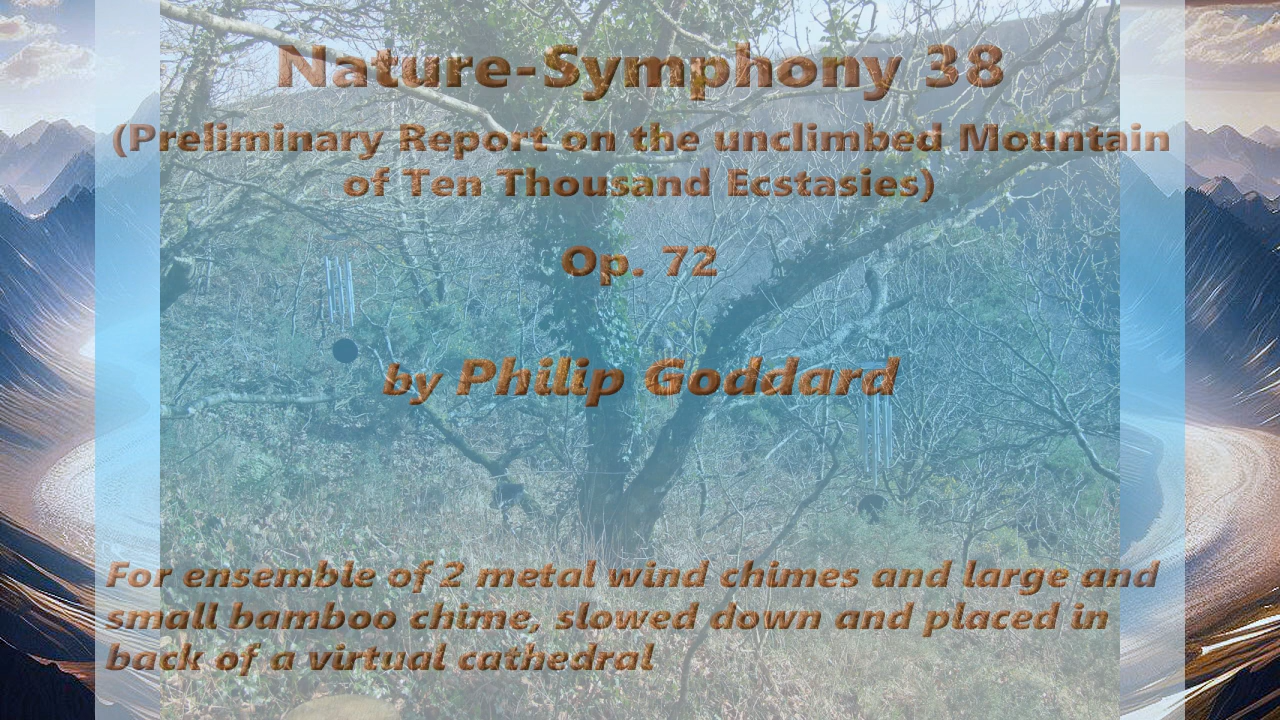 Nature-Symphony 38
(Preliminary Report on the unclimbed Mountain
of Ten Thousand Ecstasies)
Op. 72
by Philip Goddard
For ensemble of 2 metal wind chimes and large and
small bamboo chime, slowed down and placed in
back of a virtual cathedral